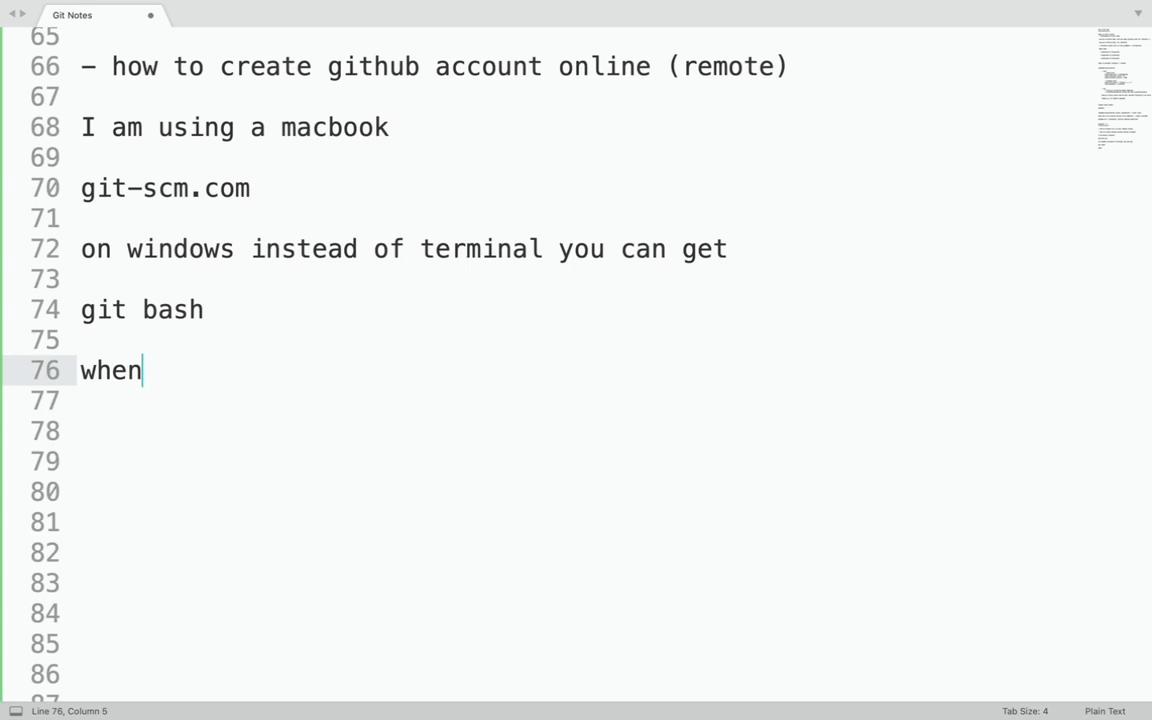 Git Notes
65
66 - how to create github account online (remote)
67
68 I am using a macbook
69
70 git-scm.com
71
72 on windows instead of terminal you can get
73
74 git bash
75
76 when
77
78
79
80
81
82
83
84
85
86
87
Line 76, Column 5
Tab Size: 4
Plain Text